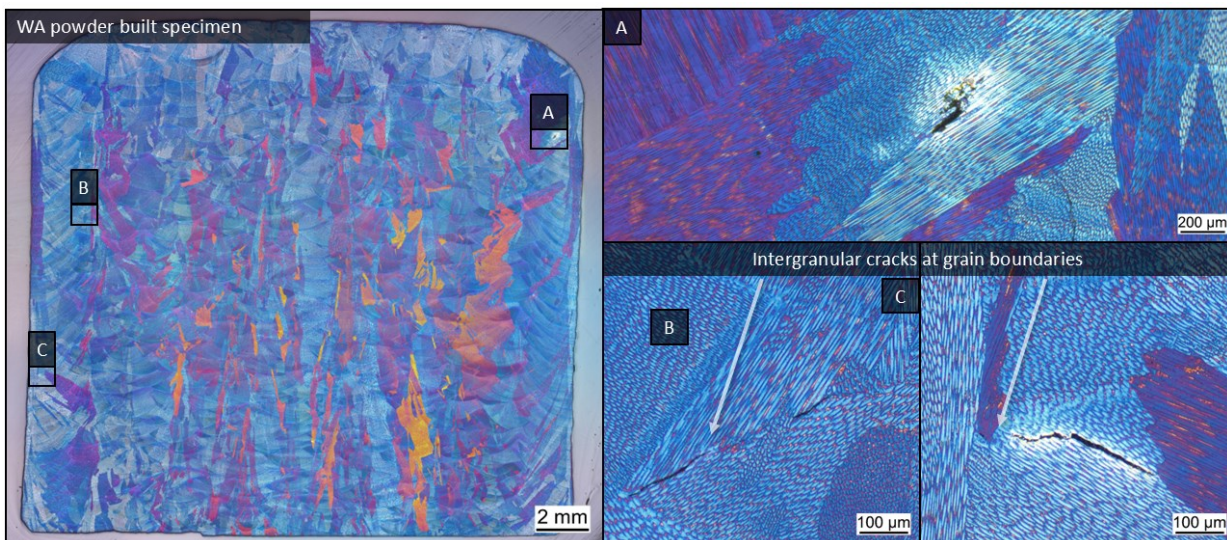 WA powder built specimen
A
B
C
2 mm
A
200 µm
Intergranular cracks at grain boundaries
B
C
100 µm
100 µm